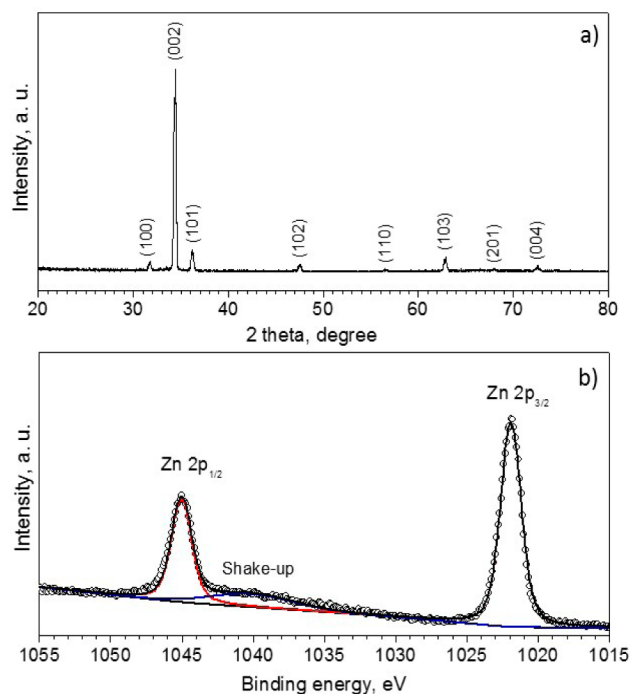 a)
(002)
(100)
(101)
(102)
(110)
(103)
(201)
(004)
Intensity, a. u.
20 30 40 50 60 70 80
2 theta, degree
b)
Zn 2p3/2
Zn 2p1/2
Shake-up
Intensity, a. u.
1055 1050 1045 1040 1035 1030 1025 1020 1015
Binding energy, eV